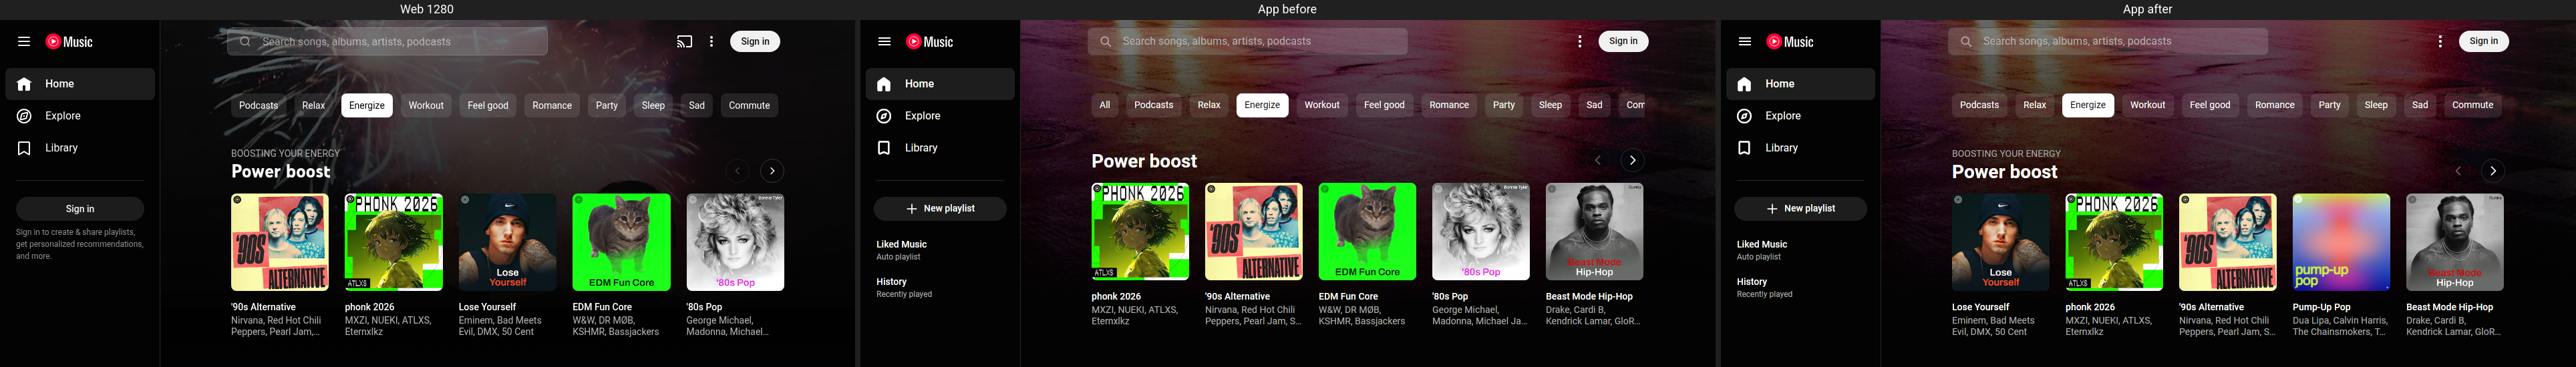 Web 1280
Music
Search songs, albums, artists, podcasts
Sign in
Home
Explore
Library
Sign in
Sign in to create & share playlists,
get personalized recommendations,
and more.
Podcasts Relax Energize Workout Feel good Romance Party Sleep Sad Commute
BOOSTING YOUR ENERGY
Power boost
'90S
ALTERNATIVE
PHONK 2026
ATLXS
Lose
Yourself
EDM Fun Core
Bonnie Tyler
'80s Pop
'90s Alternative
Nirvana, Red Hot Chili
Peppers, Pearl Jam,...
phonk 2026
MXZI, NUEKI, ATLXS,
Eternxlkz
Lose Yourself
Eminem, Bad Meets
Evil, DMX, 50 Cent
EDM Fun Core
W&W, DR MØB,
KSHMR, Bassjackers
'80s Pop
George Michael,
Madonna, Michael...
App before
Music
Search songs, albums, artists, podcasts
Sign in
Home
Explore
Library
New playlist
Liked Music
Auto playlist
History
Recently played
All Podcasts Relax Energize Workout Feel good Romance Party Sleep Sad Com
Power boost
PHONK 2026
ATLXS
'90S
ALTERNATIVE
EDM Fun Core
Bonnie Tyler
'80s Pop
Gunna
Beast Mode
Hip-Hop
phonk 2026
MXZI, NUEKI, ATLXS,
Eternxlkz
'90s Alternative
Nirvana, Red Hot Chili
Peppers, Pearl Jam, S...
EDM Fun Core
W&W, DR MØB,
KSHMR, Bassjackers
'80s Pop
George Michael,
Madonna, Michael Ja...
Beast Mode Hip-Hop
Drake, Cardi B,
Kendrick Lamar, GloR...
App after
Music
Search songs, albums, artists, podcasts
Sign in
Home
Explore
Library
New playlist
Liked Music
Auto playlist
History
Recently played
Podcasts Relax Energize Workout Feel good Romance Party Sleep Sad Commute
BOOSTING YOUR ENERGY
Power boost
Lose
Yourself
PHONK 2026
ATLXS
'90S
ALTERNATIVE
pump-up
pop
Gunna
Beast Mode
Hip-Hop
Lose Yourself
Eminem, Bad Meets
Evil, DMX, 50 Cent
phonk 2026
MXZI, NUEKI, ATLXS,
Eternxlkz
'90s Alternative
Nirvana, Red Hot Chili
Peppers, Pearl Jam, S...
Pump-Up Pop
Dua Lipa, Calvin Harris,
The Chainsmokers, T...
Beast Mode Hip-Hop
Drake, Cardi B,
Kendrick Lamar, GloR...